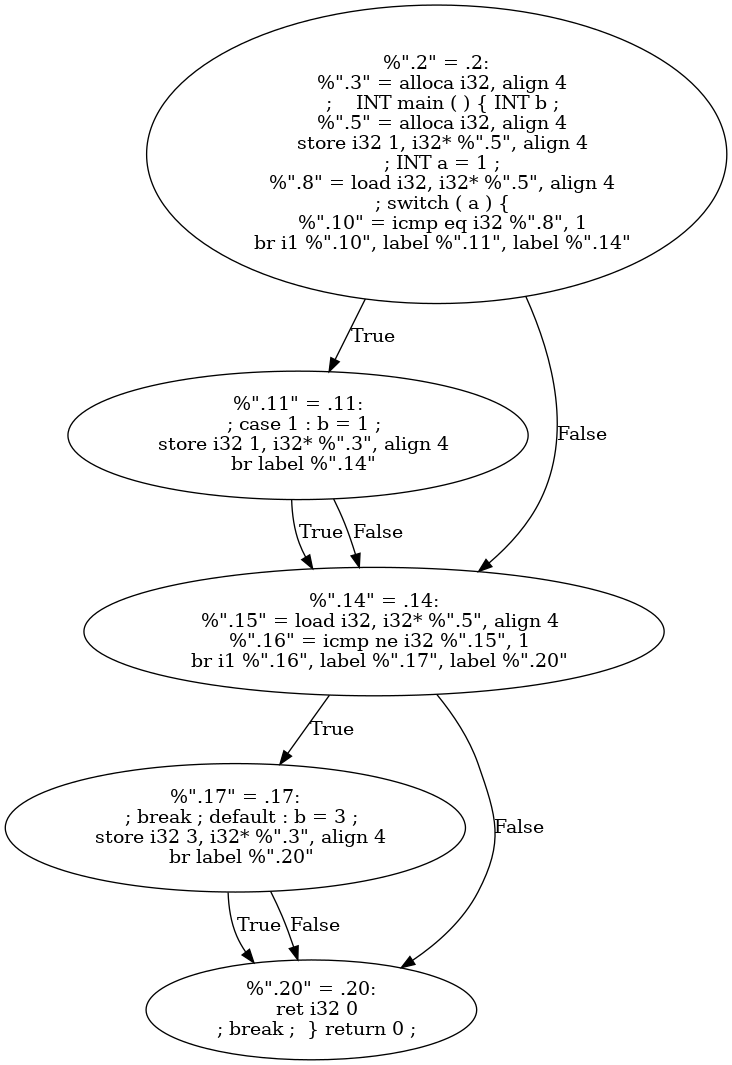 %".2" = .2:
%".3" = alloca i32, align 4
;    INT main ( ) { INT b ;
%".5" = alloca i32, align 4
store i32 1, i32* %".5", align 4
; INT a = 1 ;
%".8" = load i32, i32* %".5", align 4
; switch ( a ) {
%".10" = icmp eq i32 %".8", 1
br i1 %".10", label %".11", label %".14"
True
False
%".11" = .11:
; case 1 : b = 1 ;
store i32 1, i32* %".3", align 4
br label %".14"
True
False
%".14" = .14:
%".15" = load i32, i32* %".5", align 4
%".16" = icmp ne i32 %".15", 1
br i1 %".16", label %".17", label %".20"
True
False
%".17" = .17:
; break ; default : b = 3 ;
store i32 3, i32* %".3", align 4
br label %".20"
True
False
%".20" = .20:
ret i32 0
; break ;  } return 0 ;